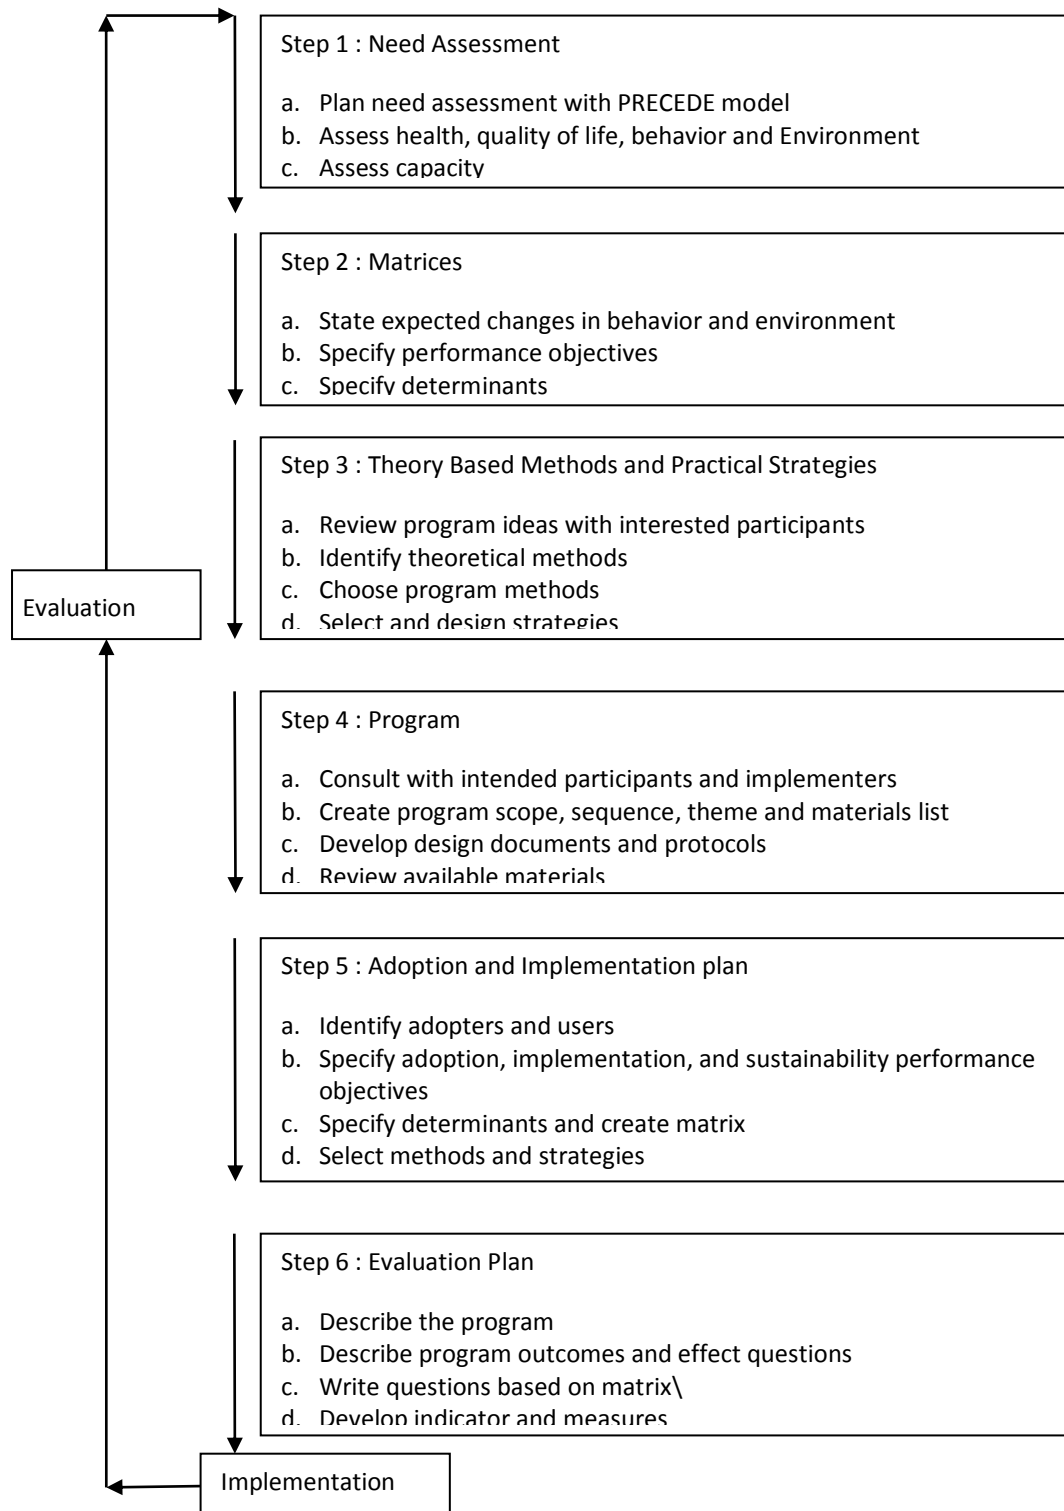 Step 1 : Need Assessment
a. Plan need assessment with PRECEDE model
b. Assess health, quality of life, behavior and Environment
c. Assess capacity
Step 2 : Matrices
a. State expected changes in behavior and environment
b. Specify performance objectives
c. Specify determinants
Step 3 : Theory Based Methods and Practical Strategies
a. Review program ideas with interested participants
b. Identify theoretical methods
c. Choose program methods
d. Select and design strategies
Evaluation
Step 4 : Program
a. Consult with intended participants and implementers
b. Create program scope, sequence, theme and materials list
c. Develop design documents and protocols
d. Review available materials
Step 5 : Adoption and Implementation plan
a. Identify adopters and users
b. Specify adoption, implementation, and sustainability performance
objectives
c. Specify determinants and create matrix
d. Select methods and strategies
Step 6 : Evaluation Plan
a. Describe the program
b. Describe program outcomes and effect questions
c. Write questions based on matrix\
d. Develop indicator and measures
Implementation